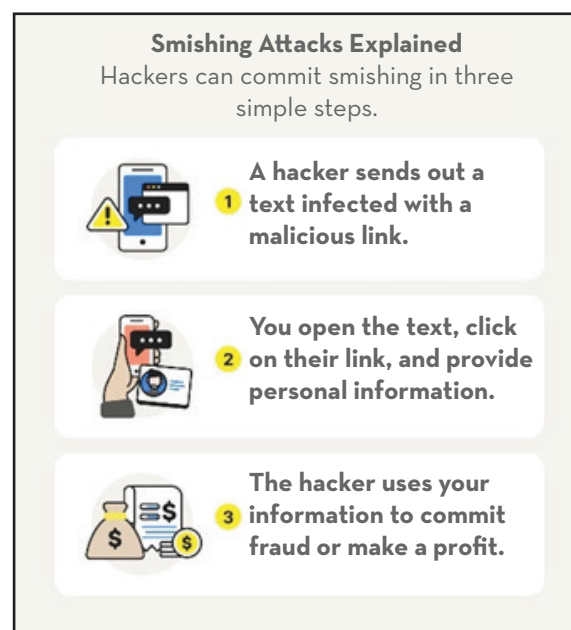 Smishing Attacks Explained
Hackers can commit smishing in three
simple steps.
1
A hacker sends out a
text infected with a
malicious link.
2
You open the text, click
on their link, and provide
personal information.
3
The hacker uses your
information to commit
fraud or make a profit.
$
$
$